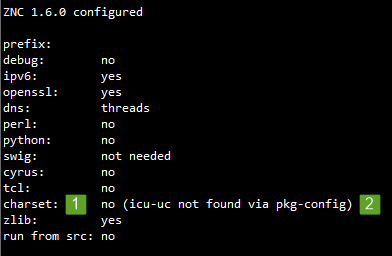 ZNC 1.6.0 configured
prefix:
debug: no
ipv6: yes
openssl: yes
dns: threads
perl: no
python: no
swig: not needed
cyrus: no
tcl: no
charset: 1 no (icu-uc not found via pkg-config) 2
zlib: yes
run from src: no